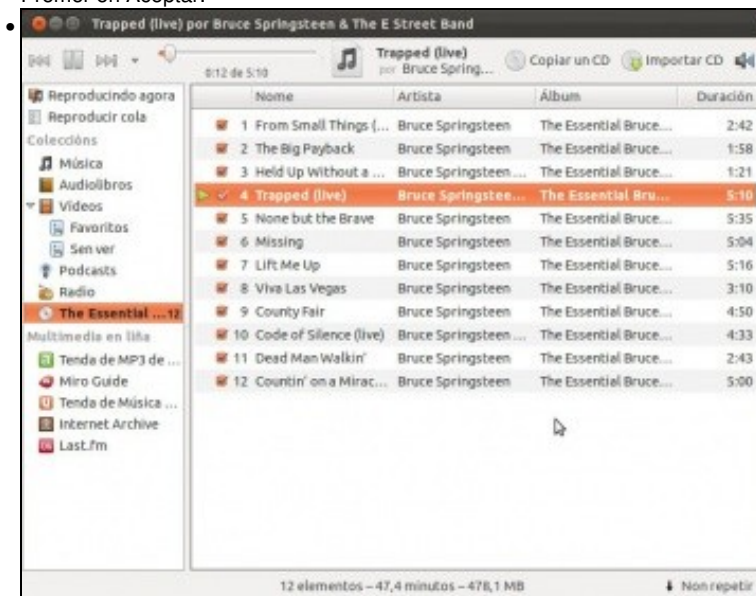 Premer en Aceptar.
Trapped (live) por Bruce Springsteen & The E Street Band
0:12 de 5:10
Trapped (live)
por Bruce Spring...
Copiar un CD
Importar CD
Reproducindo agora
Reproducir cola
Coleccións
Música
Audiolibros
Vídeos
Favoritos
Sen ver
Podcasts
Radio
The Essential ...12
Multimedia en liña
Tenda de MP3 de ...
Miro Guide
Tenda de Música ...
Internet Archive
Last.fm
Nome Artista Álbum Duración
1 From Small Things (... Bruce Springsteen The Essential Bruce.... 2:42
2 The Big Payback Bruce Springsteen The Essential Bruce.... 1:58
3 Held Up Without a ... Bruce Springsteen The Essential Bruce.... 1:21
4 Trapped (live) Bruce Springstee... The Essential Bru... 5:10
5 None but the Brave Bruce Springsteen The Essential Bruce.... 5:35
6 Missing Bruce Springsteen The Essential Bruce.... 5:04
7 Lift Me Up Bruce Springsteen The Essential Bruce.... 5:16
8 Viva Las Vegas Bruce Springsteen The Essential Bruce.... 3:10
9 County Fair Bruce Springsteen The Essential Bruce.... 4:50
10 Code of Silence (live) Bruce Springsteen ... The Essential Bruce.... 4:33
11 Dead Man Walkin' Bruce Springsteen The Essential Bruce.... 2:43
12 Countin' on a Mirac... Bruce Springsteen The Essential Bruce.... 5:00
12 elementos – 47,4 minutos – 478,1 MB
Non repetir